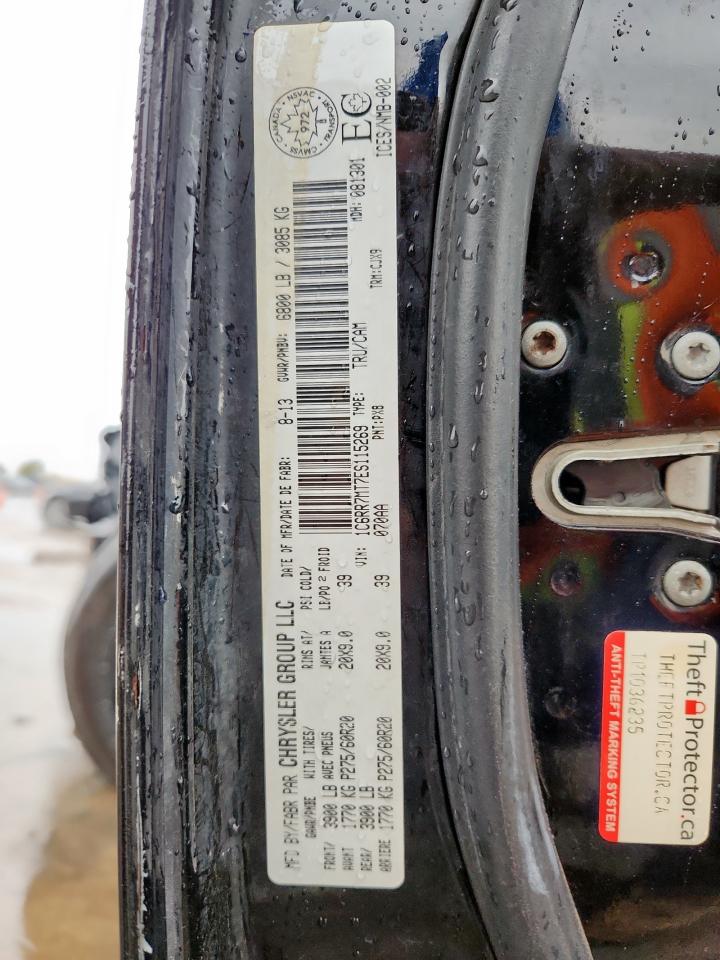 MFD BY/FABR PAR CHRYSLER GROUP LLC
DATE OF MFR/DATE DE FABR: 8-13 GVWR/PNBV: 6800 LB / 3085 KG
GAWR/PNBE WITH TIRES/ RIMS AT/ PSI COLD/
FRONT/ 3900 LB AVEC PNEUS JANTES A LE/PO 2 FROID
AVANT 1770 KG P275/60R20 20X9.0 39
REAR/ 3900 LB
ARRIERE 1770 KG P275/60R20 20X9.0 39
VIN: 1C6RR7MT7ES115269 TYPE: TRU/CAM MDH: 081301
070AA PNT:PXB TRM:CJX9
CANADA · NSVAC · TRANSPORT · CMVSS
972
EC
ICES/NMB-002
Theft Protector.ca
THEFTPROTECTOR.CA
TP1036235
ANTI-THEFT MARKING SYSTEM